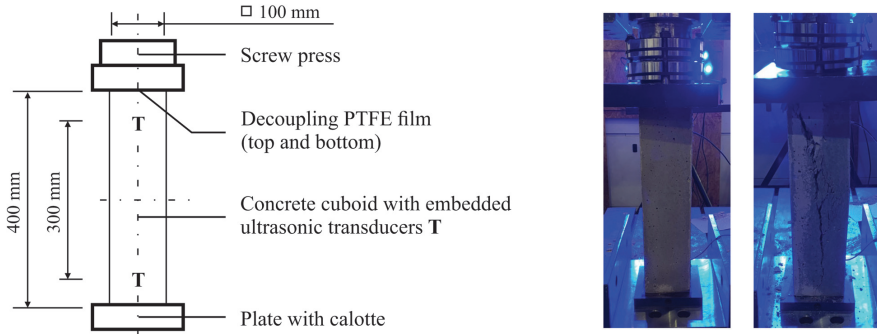 □ 100 mm
Screw press
Decoupling PTFE film
(top and bottom)
T
400 mm
300 mm
Concrete cuboid with embedded
ultrasonic transducers T
T
Plate with calotte